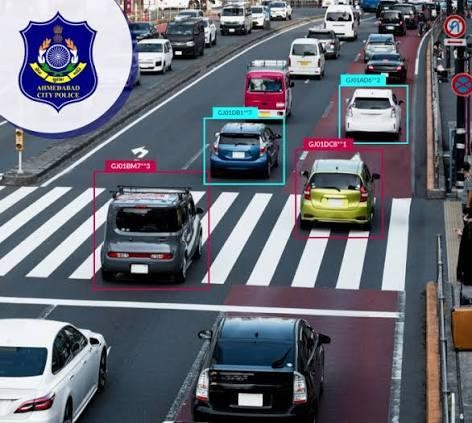 AHMEDABAD
CITY POLICE
GJ01AD6**2
GJ01DB1**7
GJ01DC8**1
GJ01BM7**3